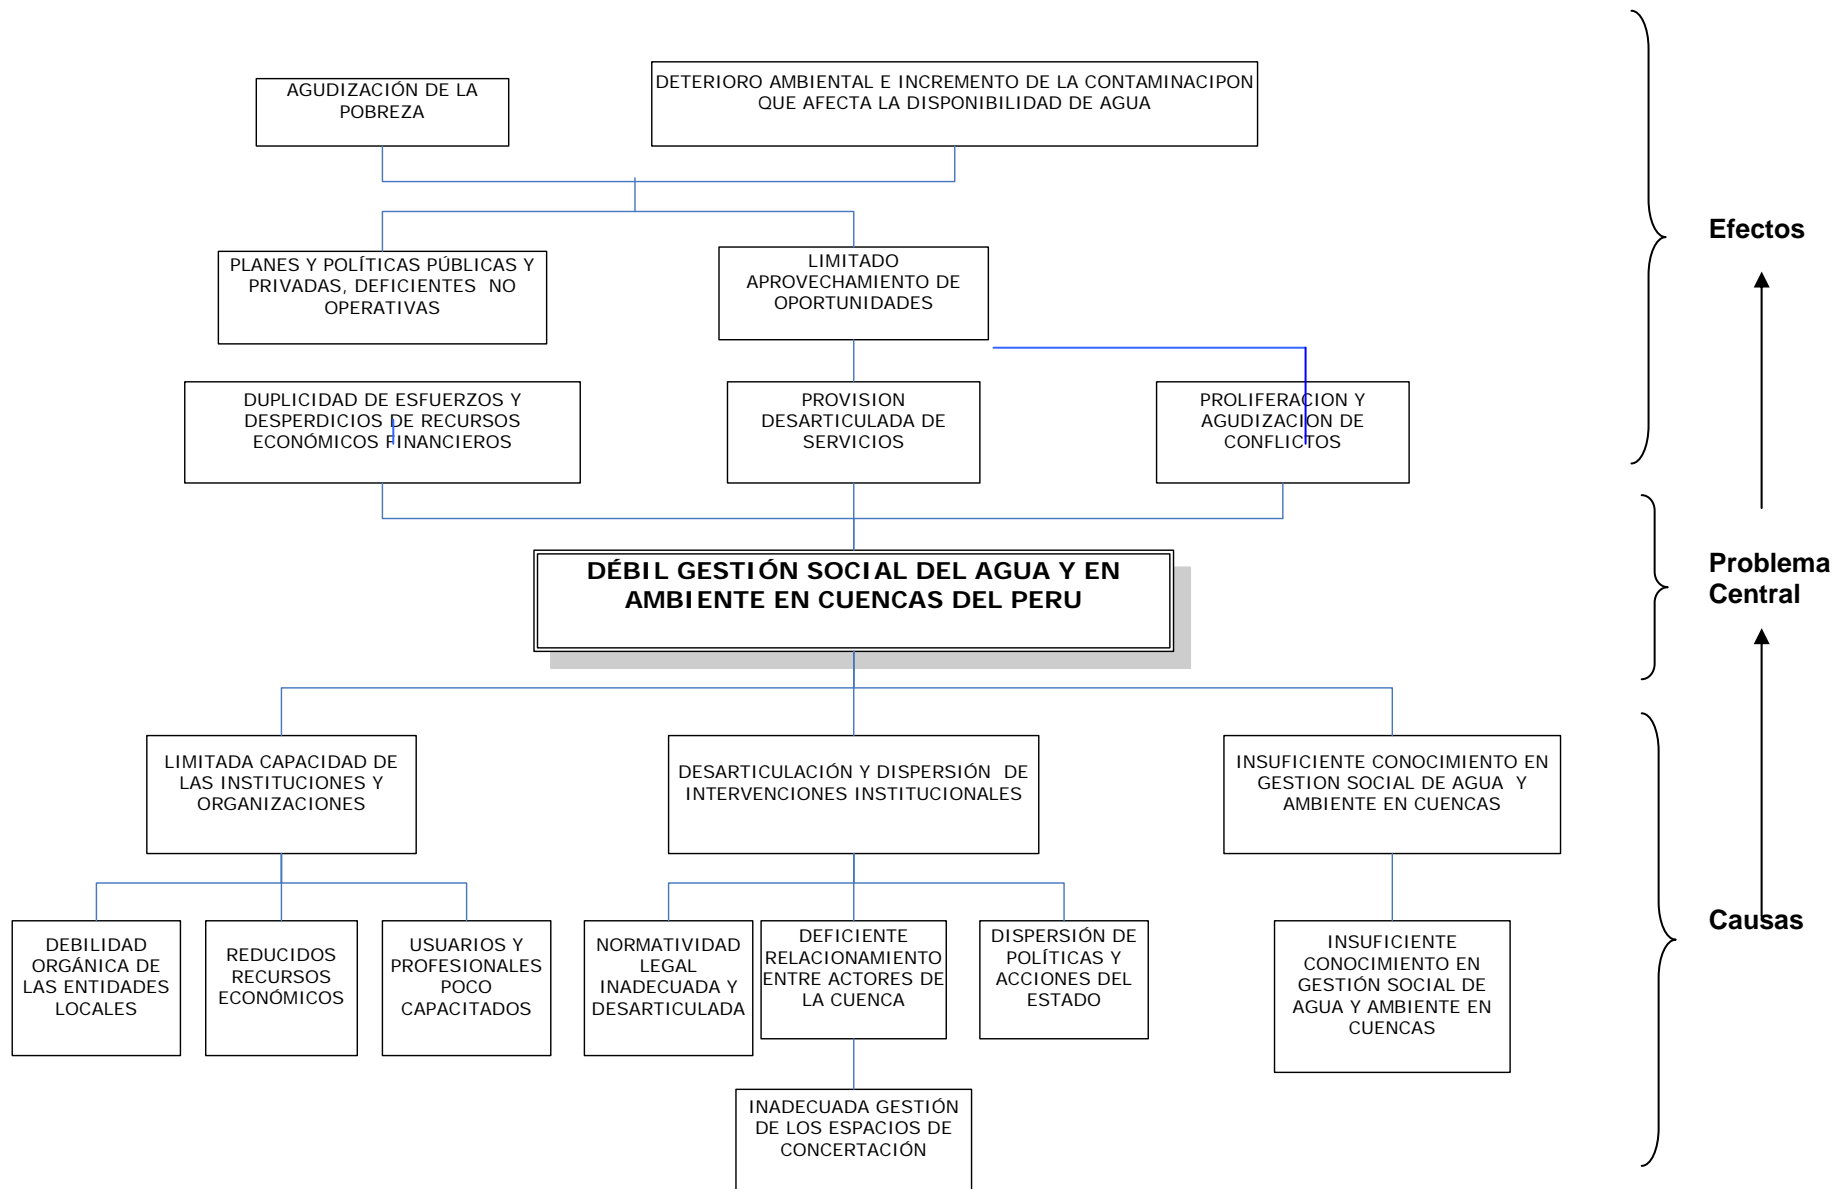 AGUDIZACIÓN DE LA
POBREZA
DETERIORO AMBIENTAL E INCREMENTO DE LA CONTAMINACIPON
QUE AFECTA LA DISPONIBILIDAD DE AGUA
Efectos
PLANES Y POLÍTICAS PÚBLICAS Y
PRIVADAS, DEFICIENTES NO
OPERATIVAS
LIMITADO
APROVECHAMIENTO DE
OPORTUNIDADES
DUPLICIDAD DE ESFUERZOS Y
DESPERDICIOS DE RECURSOS
ECONÓMICOS FINANCIEROS
PROVISION
DESARTICULADA DE
SERVICIOS
PROLIFERACION Y
AGUDIZACION DE
CONFLICTOS
DÉBIL GESTIÓN SOCIAL DEL AGUA Y EN
AMBIENTE EN CUENCAS DEL PERU
Problema
Central
LIMITADA CAPACIDAD DE
LAS INSTITUCIONES Y
ORGANIZACIONES
DESARTICULACIÓN Y DISPERSIÓN DE
INTERVENCIONES INSTITUCIONALES
INSUFICIENTE CONOCIMIENTO EN
GESTION SOCIAL DE AGUA Y
AMBIENTE EN CUENCAS
DEBILIDAD
ORGÁNICA DE
LAS ENTIDADES
LOCALES
REDUCIDOS
RECURSOS
ECONÓMICOS
USUARIOS Y
PROFESIONALES
POCO
CAPACITADOS
NORMATIVIDAD
LEGAL
INADECUADA Y
DESARTICULADA
DEFICIENTE
RELACIONAMIENTO
ENTRE ACTORES DE
LA CUENCA
DISPERSIÓN DE
POLÍTICAS Y
ACCIONES DEL
ESTADO
INSUFICIENTE
CONOCIMIENTO EN
GESTIÓN SOCIAL DE
AGUA Y AMBIENTE EN
CUENCAS
Causas
INADECUADA GESTIÓN
DE LOS ESPACIOS DE
CONCERTACIÓN